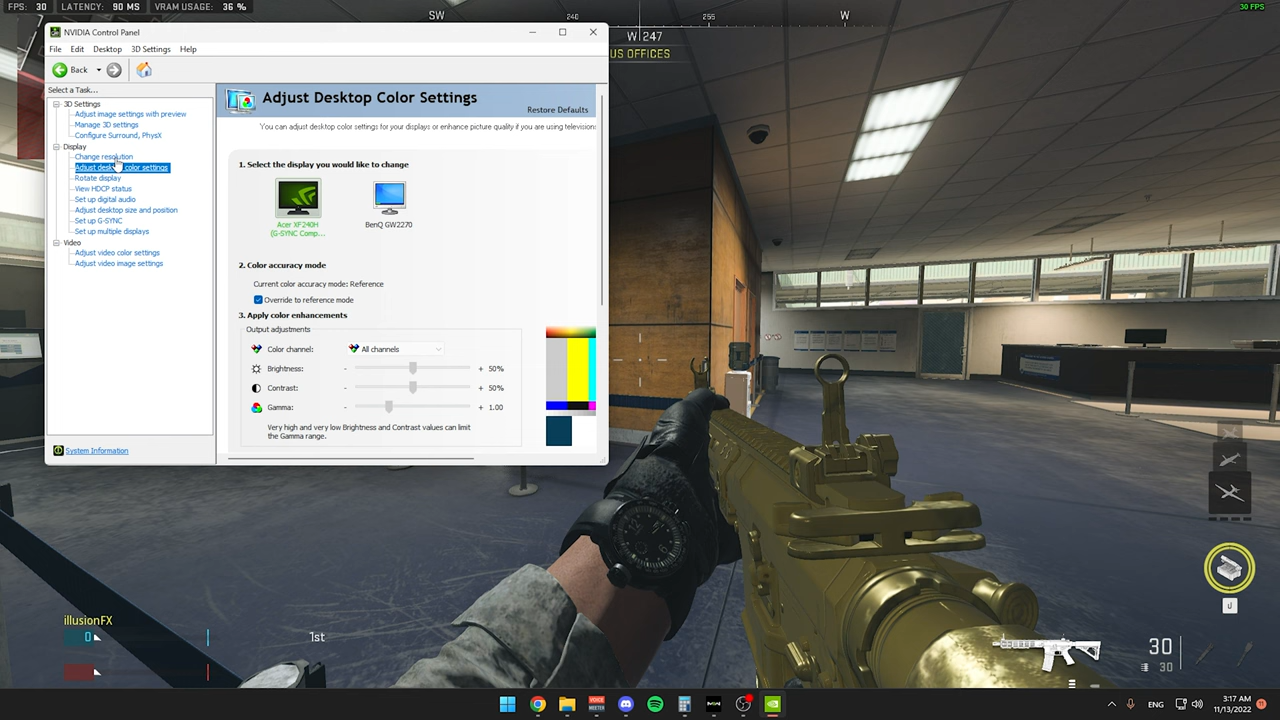 FPS: 30 LATENCY: 90 MS VRAM USAGE: 36 %
SW 240 255 W
30 FPS
W 247
US OFFICES
NVIDIA Control Panel
File Edit Desktop 3D Settings Help
Back
Select a Task...
3D Settings
Adjust image settings with preview
Manage 3D settings
Configure Surround, PhysX
Display
Change resolution
Adjust desktop color settings
Rotate display
View HDCP status
Set up digital audio
Adjust desktop size and position
Set up G-SYNC
Set up multiple displays
Video
Adjust video color settings
Adjust video image settings
System Information
Adjust Desktop Color Settings
Restore Defaults
You can adjust desktop color settings for your displays or enhance picture quality if you are using television
1. Select the display you would like to change
Acer XF240H
(G-SYNC Comp...
BenQ GW2270
2. Color accuracy mode
Current color accuracy mode: Reference
Override to reference mode
3. Apply color enhancements
Output adjustments
Color channel: All channels
Brightness: - + 50%
Contrast: - + 50%
Gamma: - + 1.00
Very high and very low Brightness and Contrast values can limit
the Gamma range.
illusionFX
0
1st
U
30
30
VOICE
MEETER
MWII
ENG
3:17 AM
11/13/2022
11